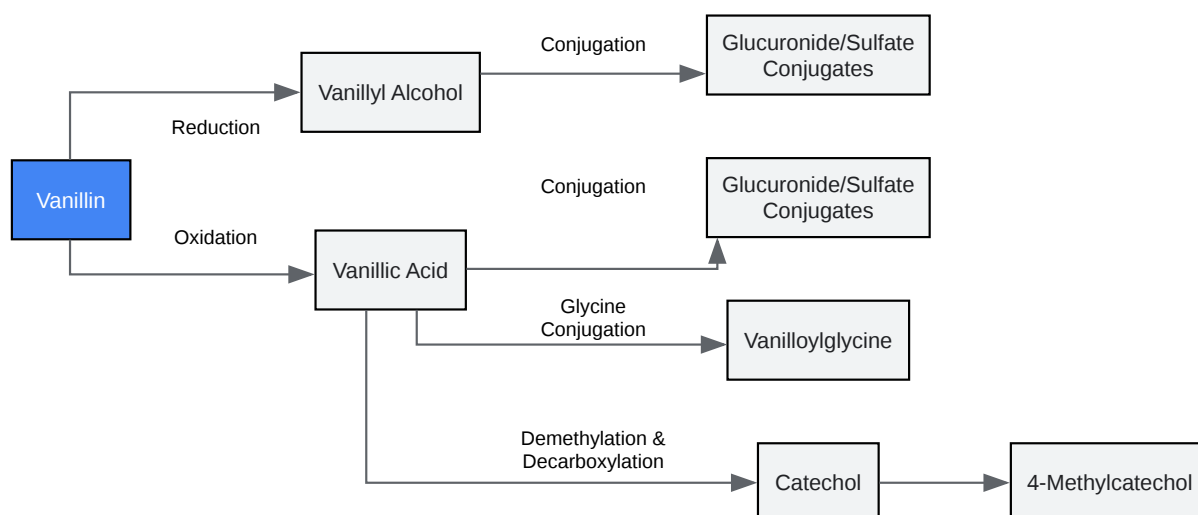 Conjugation
Glucuronide/Sulfate
Conjugates
Vanillyl Alcohol
Reduction
Vanillin
Conjugation
Glucuronide/Sulfate
Conjugates
Oxidation
Vanillic Acid
Glycine
Conjugation
Vanilloylglycine
Demethylation &
Decarboxylation
Catechol
4-Methylcatechol